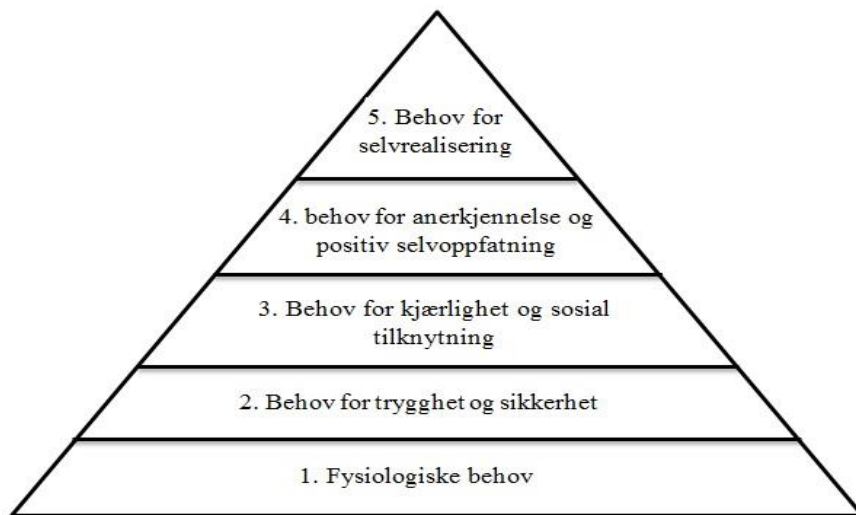 5. Behov for
selvrealisering
4. behov for anerkjennelse og
positiv selvoppfatning
3. Behov for kjærlighet og sosial
tilknytning
2. Behov for trygghet og sikkerhet
1. Fysiologiske behov